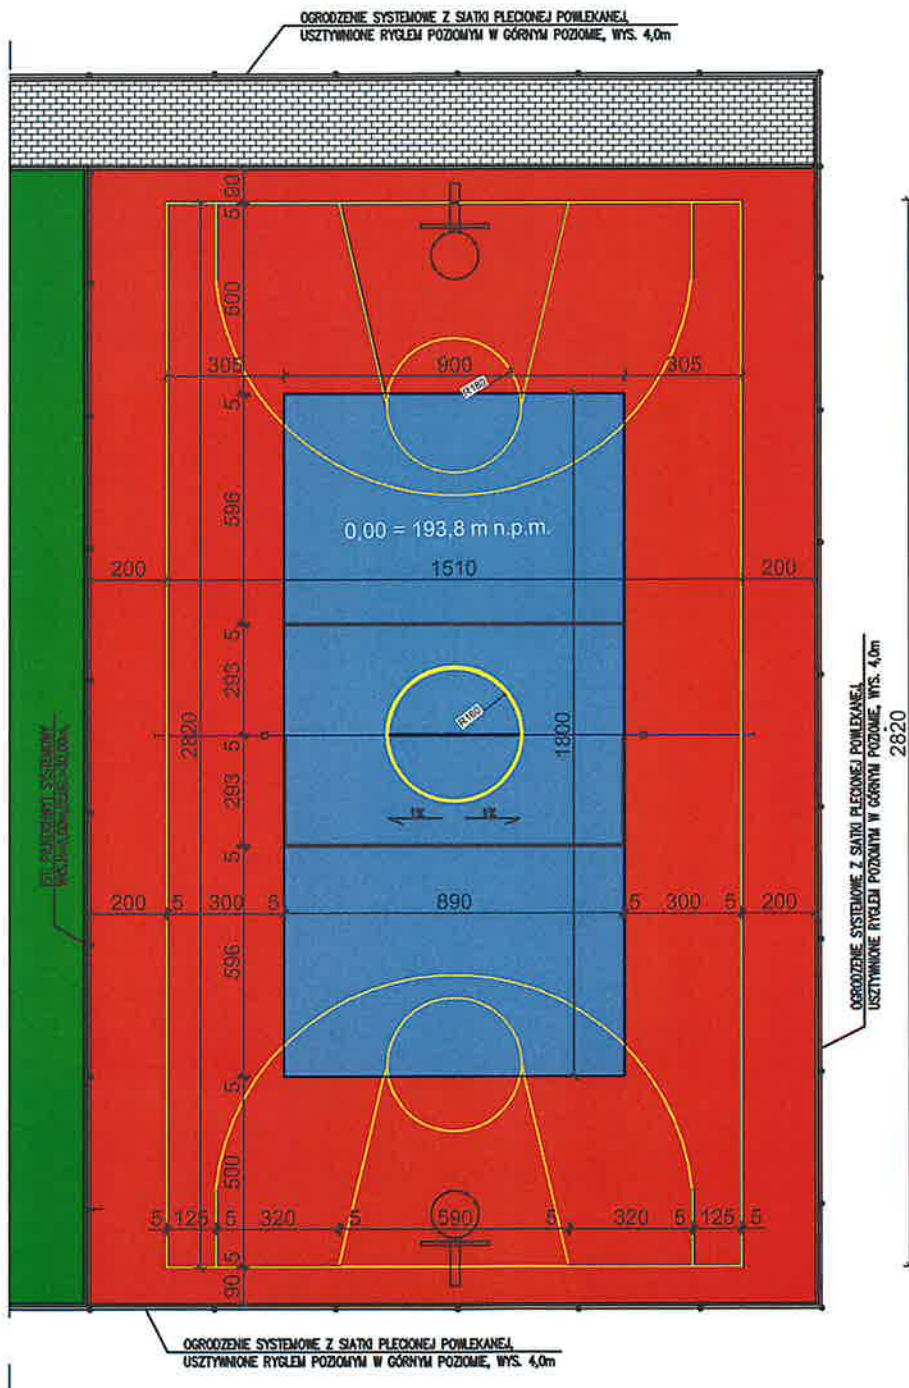 OGRODZENIE SYSTEMOWE Z SIATKI PLECIONEJ POWLEKANEJ,
USZTYWNIONE RYGLEM POZIOMYM W GÓRNYM POZIOMIE, WYS. 4,0m
5 90
500
305 900 305
R180
5
596
0,00 = 193,8 m n.p.m.
200 1510 200
5
293
R180
2820 5 1800
293
1% 1%
5
200 5 300 5 890 5 300 5 200
596
5
500
5 125 5 320 5 590 5 320 5 125 5
90 5
OGRODZENIE SYSTEMOWE Z SIATKI PLECIONEJ POWLEKANEJ,
USZTYWNIONE RYGLEM POZIOMYM W GÓRNYM POZIOMIE, WYS. 4,0m
2820
OGRODZENIE SYSTEMOWE Z SIATKI PLECIONEJ POWLEKANEJ,
USZTYWNIONE RYGLEM POZIOMYM W GÓRNYM POZIOMIE, WYS. 4,0m